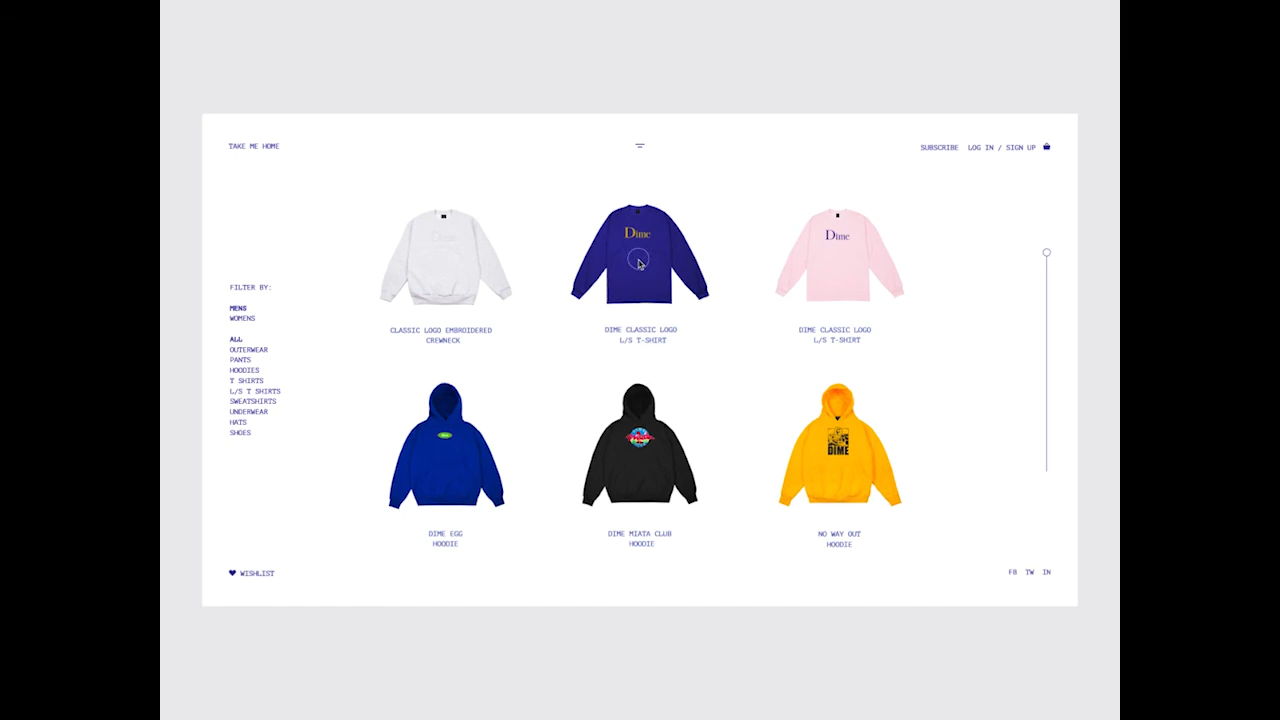 TAKE ME HOME
SUBSCRIBE LOG IN / SIGN UP
Dime
Dime
Dime
FILTER BY:
MENS
WOMENS
ALL
OUTERWEAR
PANTS
HOODIES
T SHIRTS
L/S T SHIRTS
SWEATSHIRTS
UNDERWEAR
HATS
SHOES
CLASSIC LOGO EMBROIDERED
CREWNECK
DIME CLASSIC LOGO
L/S T-SHIRT
DIME CLASSIC LOGO
L/S T-SHIRT
DIME
DIME EGG
HOODIE
DIME MIATA CLUB
HOODIE
NO WAY OUT
HOODIE
WISHLIST
FB TW IN